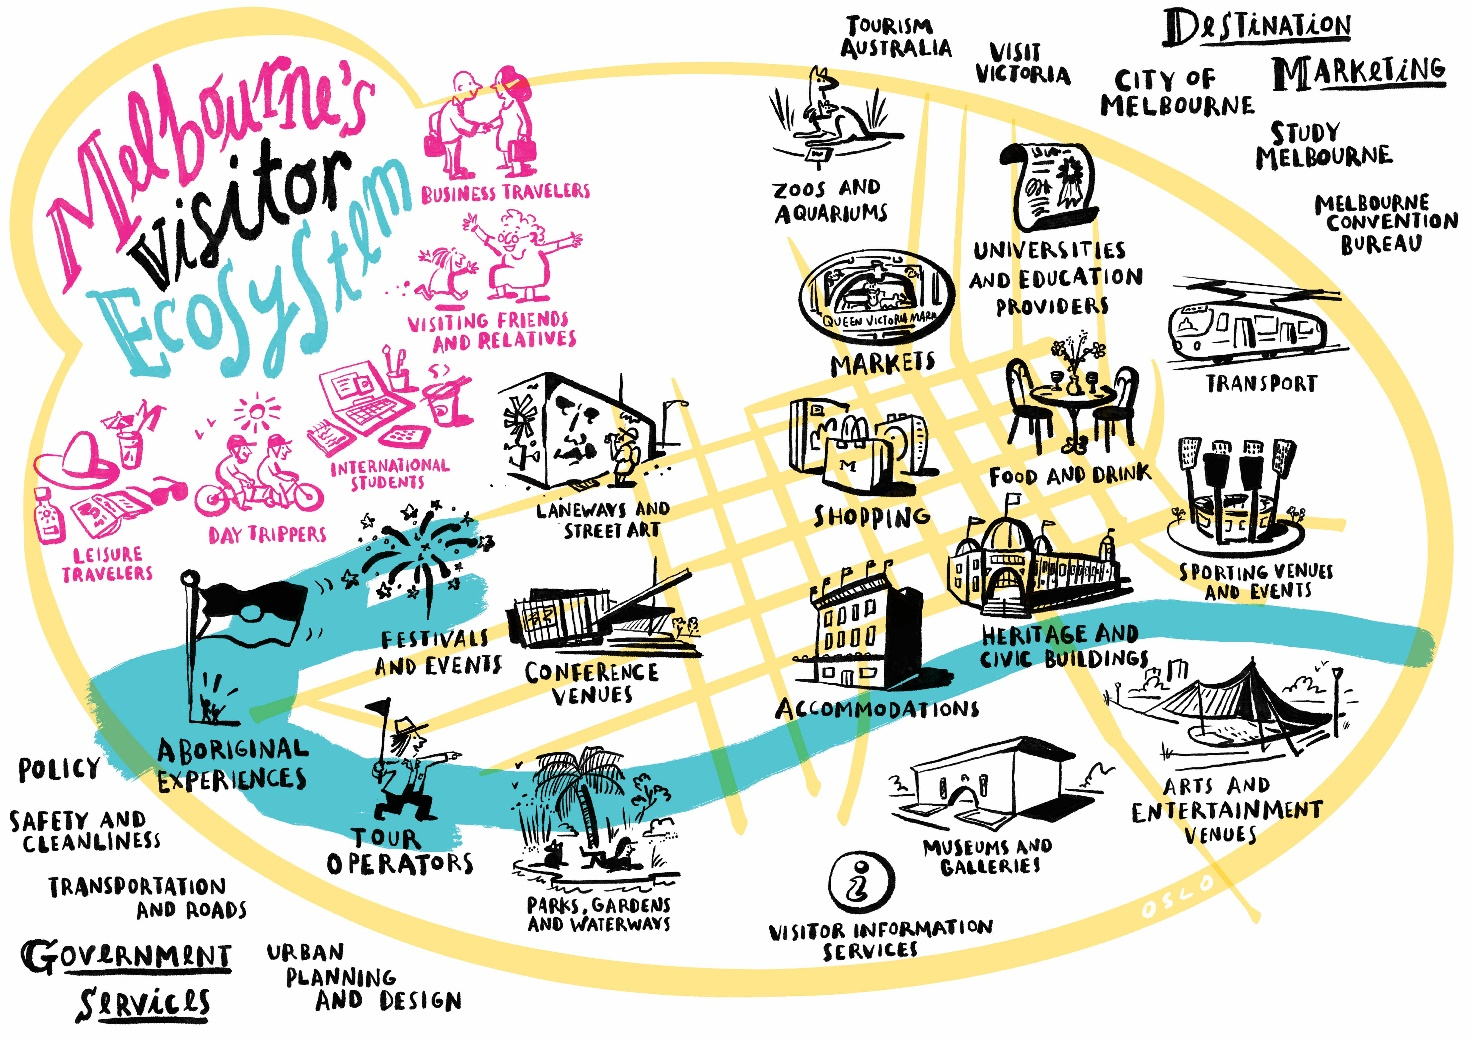 Melbourne's
Visitor
Ecosystem
BUSINESS TRAVELERS
VISITING FRIENDS
AND RELATIVES
INTERNATIONAL
STUDENTS
DAY TRIPPERS
LEISURE
TRAVELERS
TOURISM
AUSTRALIA
VISIT
VICTORIA
DESTINATION
MARKETING
CITY OF
MELBOURNE
STUDY
MELBOURNE
MELBOURNE
CONVENTION
BUREAU
ZOOS AND
AQUARIUMS
UNIVERSITIES
AND EDUCATION
PROVIDERS
QUEEN VICTORIA MARK
MARKETS
TRANSPORT
LANEWAYS AND
STREET ART
M
SHOPPING
FOOD AND DRINK
SPORTING VENUES
AND EVENTS
FESTIVALS
AND EVENTS
CONFERENCE
VENUES
ACCOMMODATIONS
HERITAGE AND
CIVIC BUILDINGS
ABORIGINAL
EXPERIENCES
TOUR
OPERATORS
PARKS, GARDENS
AND WATERWAYS
i
VISITOR INFORMATION
SERVICES
MUSEUMS AND
GALLERIES
ARTS AND
ENTERTAINMENT
VENUES
OSLO
POLICY
SAFETY AND
CLEANLINESS
TRANSPORTATION
AND ROADS
GOVERNMENT
SERVICES
URBAN
PLANNING
AND DESIGN